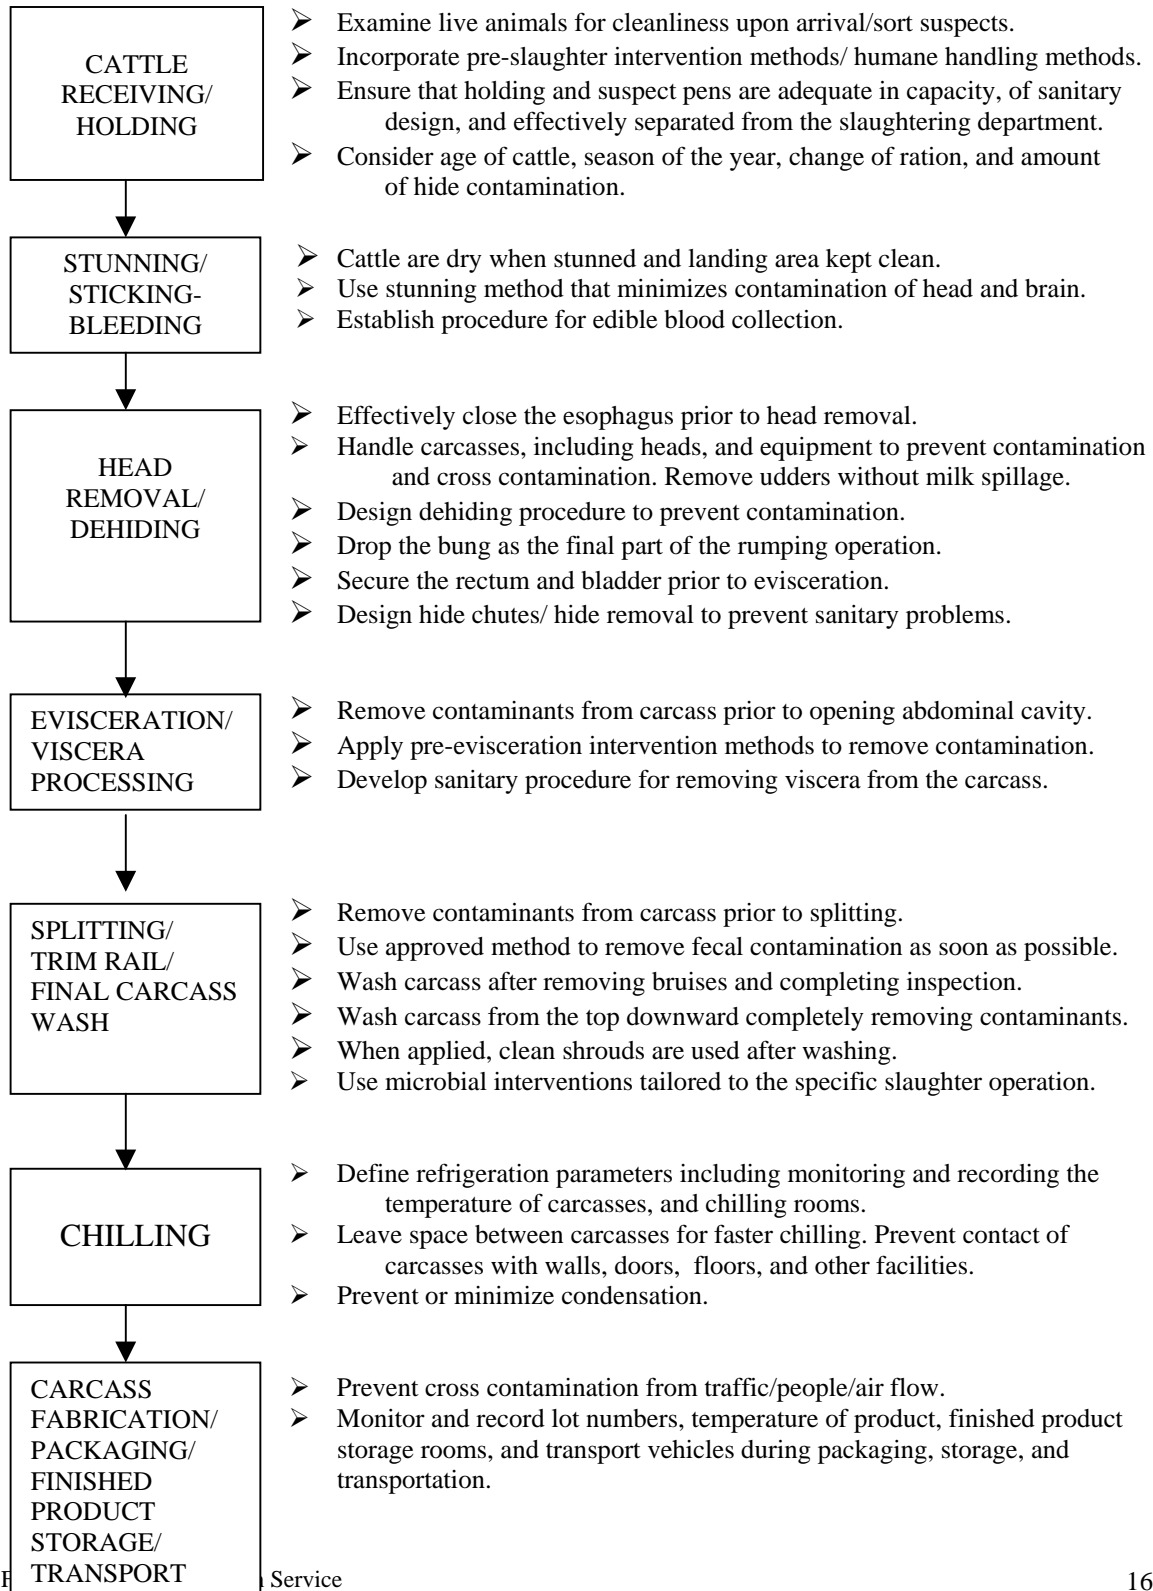 CATTLE
RECEIVING/
HOLDING
➢ Examine live animals for cleanliness upon arrival/sort suspects.
➢ Incorporate pre-slaughter intervention methods/ humane handling methods.
➢ Ensure that holding and suspect pens are adequate in capacity, of sanitary
design, and effectively separated from the slaughtering department.
➢ Consider age of cattle, season of the year, change of ration, and amount
of hide contamination.
STUNNING/
STICKING-
BLEEDING
➢ Cattle are dry when stunned and landing area kept clean.
➢ Use stunning method that minimizes contamination of head and brain.
➢ Establish procedure for edible blood collection.
HEAD
REMOVAL/
DEHIDING
➢ Effectively close the esophagus prior to head removal.
➢ Handle carcasses, including heads, and equipment to prevent contamination
and cross contamination. Remove udders without milk spillage.
➢ Design dehiding procedure to prevent contamination.
➢ Drop the bung as the final part of the rumping operation.
➢ Secure the rectum and bladder prior to evisceration.
➢ Design hide chutes/ hide removal to prevent sanitary problems.
EVISCERATION/
VISCERA
PROCESSING
➢ Remove contaminants from carcass prior to opening abdominal cavity.
➢ Apply pre-evisceration intervention methods to remove contamination.
➢ Develop sanitary procedure for removing viscera from the carcass.
SPLITTING/
TRIM RAIL/
FINAL CARCASS
WASH
➢ Remove contaminants from carcass prior to splitting.
➢ Use approved method to remove fecal contamination as soon as possible.
➢ Wash carcass after removing bruises and completing inspection.
➢ Wash carcass from the top downward completely removing contaminants.
➢ When applied, clean shrouds are used after washing.
➢ Use microbial interventions tailored to the specific slaughter operation.
CHILLING
➢ Define refrigeration parameters including monitoring and recording the
temperature of carcasses, and chilling rooms.
➢ Leave space between carcasses for faster chilling. Prevent contact of
carcasses with walls, doors, floors, and other facilities.
➢ Prevent or minimize condensation.
CARCASS
FABRICATION/
PACKAGING/
FINISHED
PRODUCT
STORAGE/
TRANSPORT
➢ Prevent cross contamination from traffic/people/air flow.
➢ Monitor and record lot numbers, temperature of product, finished product
storage rooms, and transport vehicles during packaging, storage, and
transportation.
Service
16